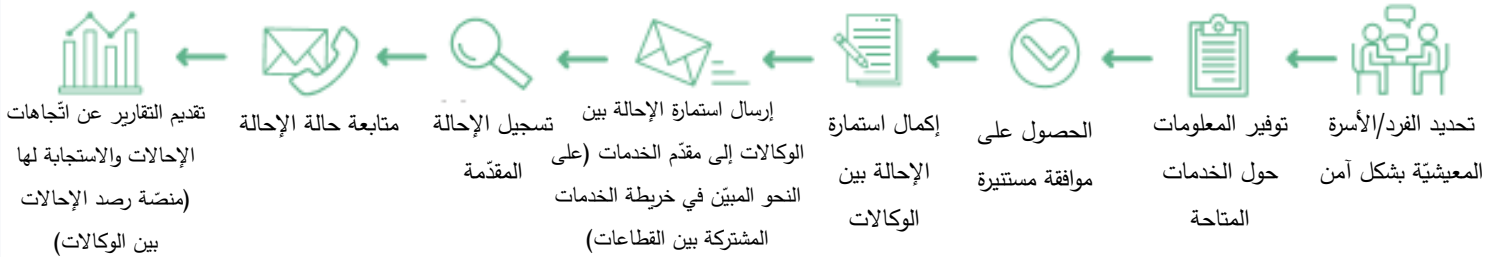 تحديد الفرد/الأسرة
المعيشيّة بشكل آمن
توفير المعلومات
حول الخدمات
المتاحة
الحصول على
موافقة مستنيرة
إكمال استمارة
الإحالة بين
الوكالات
إرسال استمارة الإحالة بين
الوكالات إلى مقدّم الخدمات (على
النحو المبيّن في خريطة الخدمات
المشتركة بين القطاعات)
تسجيل الإحالة
المقدّمة
متابعة حالة الإحالة
تقديم التقارير عن اتّجاهات
الإحالات والاستجابة لها
(منصّة رصد الإحالات
بين الوكالات)